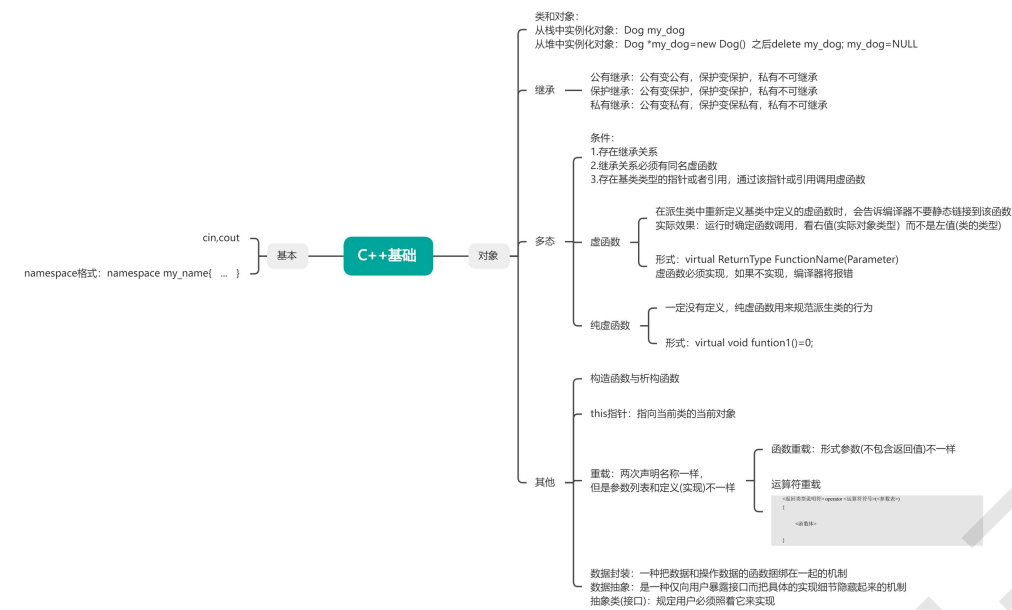 类和对象：
从栈中实例化对象：Dog my_dog
从堆中实例化对象：Dog *my_dog=new Dog() 之后delete my_dog; my_dog=NULL
继承
公有继承：公有变公有，保护变保护，私有不可继承
保护继承：公有变保护，保护变保护，私有不可继承
私有继承：公有变私有，保护变保私有，私有不可继承
条件：
1.存在继承关系
2.继承关系必须有同名虚函数
3.存在基类类型的指针或者引用，通过该指针或引用调用虚函数
多态
虚函数
在派生类中重新定义基类中定义的虚函数时，会告诉编译器不要静态链接到该函数
实际效果：运行时确定函数调用，看右值(实际对象类型）而不是左值(类的类型)
形式：virtual ReturnType FunctionName(Parameter)
虚函数必须实现，如果不实现，编译器将报错
纯虚函数
一定没有定义，纯虚函数用来规范派生类的行为
形式：virtual void funtion1()=0;
cin,cout
namespace格式：namespace my_name{ ... }
基本
C++基础
对象
其他
构造函数与析构函数
this指针：指向当前类的当前对象
重载：两次声明名称一样，
但是参数列表和定义(实现)不一样
函数重载：形式参数(不包含返回值)不一样
运算符重载
<返回类型说明符> operator <运算符符号>(<参数表>)
{
<函数体>
}
数据封装：一种把数据和操作数据的函数捆绑在一起的机制
数据抽象：是一种仅向用户暴露接口而把具体的实现细节隐藏起来的机制
抽象类(接口)：规定用户必须照着它来实现